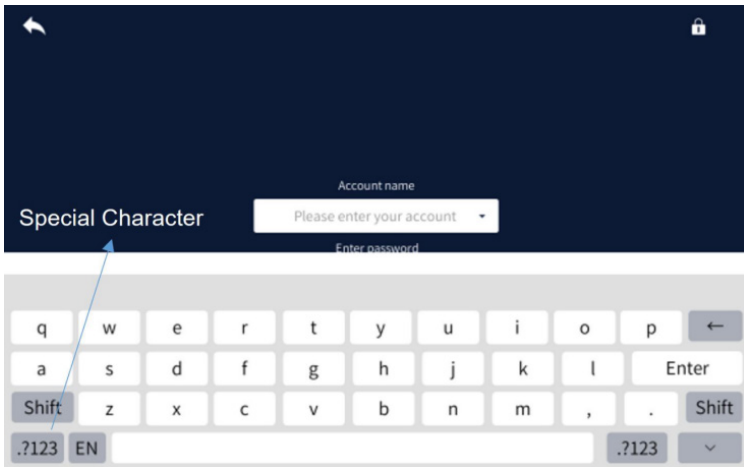 Account name
Special Character
Please enter your account
Enter password
q w e r t y u i o p ←
a s d f g h j k l Enter
Shift z x c v b n m , . Shift
.?123 EN .?123